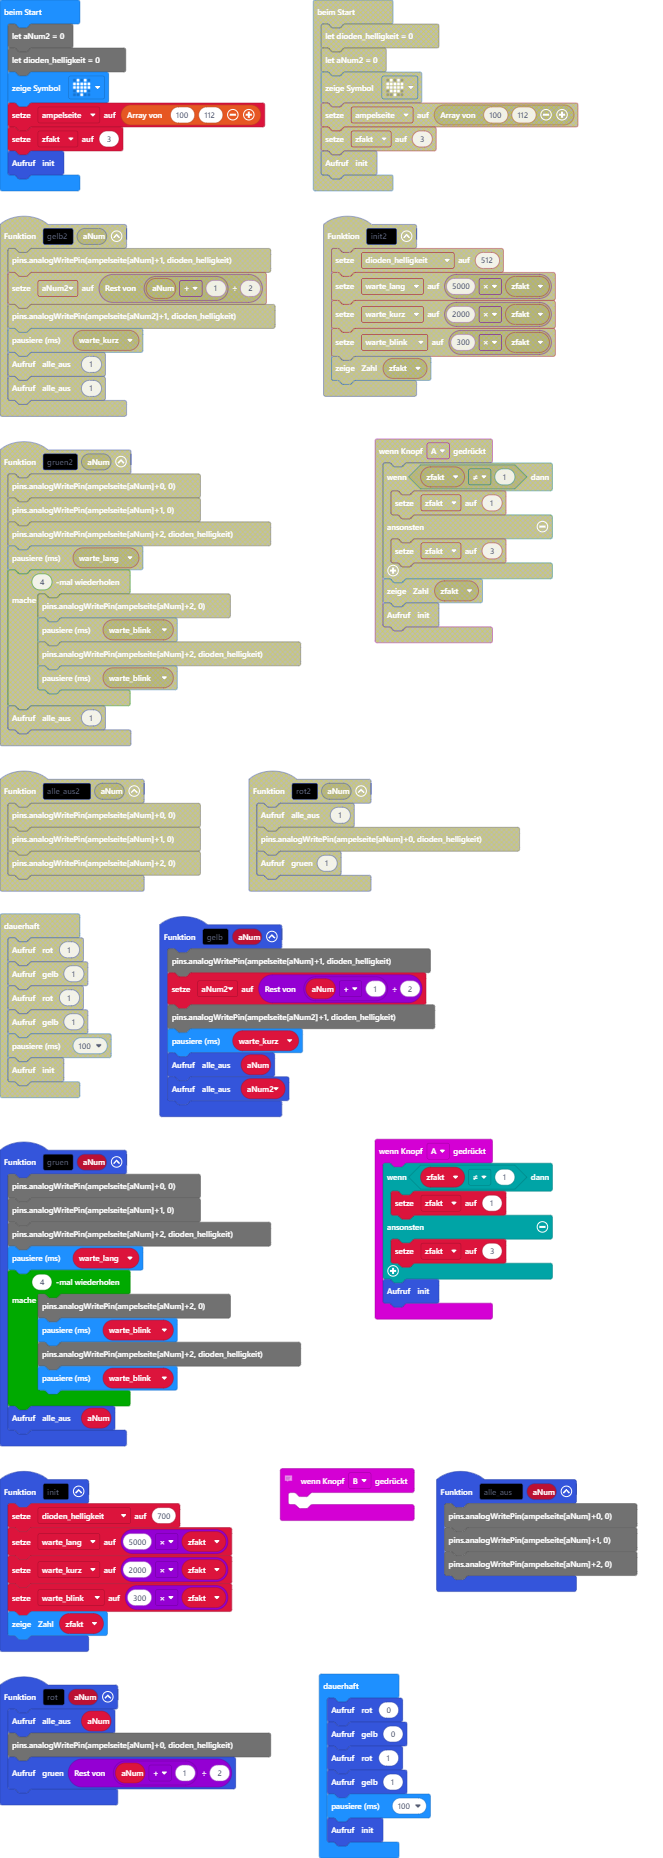 beim Start
let aNum2 = 0
let dioden_helligkeit = 0
zeige Symbol
setze ampelseite auf Array von 100 112
setze zfakt auf 3
Aufruf init
beim Start
let dioden_helligkeit = 0
let aNum2 = 0
zeige Symbol
setze ampelseite auf Array von 100 112
setze zfakt auf 3
Aufruf init
Funktion gelb2 aNum
pins.analogWritePin(ampelseite[aNum]+1, dioden_helligkeit)
setze aNum2 auf Rest von aNum + 1 ÷ 2
pins.analogWritePin(ampelseite[aNum2]+1, dioden_helligkeit)
pausiere (ms) warte_kurz
Aufruf alle_aus 1
Aufruf alle_aus 1
Funktion init2
setze dioden_helligkeit auf 512
setze warte_lang auf 5000 × zfakt
setze warte_kurz auf 2000 × zfakt
setze warte_blink auf 300 × zfakt
zeige Zahl zfakt
Funktion gruen2 aNum
pins.analogWritePin(ampelseite[aNum]+0, 0)
pins.analogWritePin(ampelseite[aNum]+1, 0)
pins.analogWritePin(ampelseite[aNum]+2, dioden_helligkeit)
pausiere (ms) warte_lang
4 -mal wiederholen
mache
pins.analogWritePin(ampelseite[aNum]+2, 0)
pausiere (ms) warte_blink
pins.analogWritePin(ampelseite[aNum]+2, dioden_helligkeit)
pausiere (ms) warte_blink
Aufruf alle_aus 1
wenn Knopf A gedrückt
wenn zfakt ≠ 1 dann
setze zfakt auf 1
ansonsten
setze zfakt auf 3
zeige Zahl zfakt
Aufruf init
Funktion alle_aus2 aNum
pins.analogWritePin(ampelseite[aNum]+0, 0)
pins.analogWritePin(ampelseite[aNum]+1, 0)
pins.analogWritePin(ampelseite[aNum]+2, 0)
Funktion rot2 aNum
Aufruf alle_aus 1
pins.analogWritePin(ampelseite[aNum]+0, dioden_helligkeit)
Aufruf gruen 1
dauerhaft
Aufruf rot 1
Aufruf gelb 1
Aufruf rot 1
Aufruf gelb 1
pausiere (ms) 100
Aufruf init
Funktion gelb aNum
pins.analogWritePin(ampelseite[aNum]+1, dioden_helligkeit)
setze aNum2 auf Rest von aNum + 1 ÷ 2
pins.analogWritePin(ampelseite[aNum2]+1, dioden_helligkeit)
pausiere (ms) warte_kurz
Aufruf alle_aus aNum
Aufruf alle_aus aNum2
Funktion gruen aNum
pins.analogWritePin(ampelseite[aNum]+0, 0)
pins.analogWritePin(ampelseite[aNum]+1, 0)
pins.analogWritePin(ampelseite[aNum]+2, dioden_helligkeit)
pausiere (ms) warte_lang
4 -mal wiederholen
mache
pins.analogWritePin(ampelseite[aNum]+2, 0)
pausiere (ms) warte_blink
pins.analogWritePin(ampelseite[aNum]+2, dioden_helligkeit)
pausiere (ms) warte_blink
Aufruf alle_aus aNum
wenn Knopf A gedrückt
wenn zfakt ≠ 1 dann
setze zfakt auf 1
ansonsten
setze zfakt auf 3
Aufruf init
Funktion init
setze dioden_helligkeit auf 700
setze warte_lang auf 5000 × zfakt
setze warte_kurz auf 2000 × zfakt
setze warte_blink auf 300 × zfakt
zeige Zahl zfakt
wenn Knopf B gedrückt
Funktion alle_aus aNum
pins.analogWritePin(ampelseite[aNum]+0, 0)
pins.analogWritePin(ampelseite[aNum]+1, 0)
pins.analogWritePin(ampelseite[aNum]+2, 0)
Funktion rot aNum
Aufruf alle_aus aNum
pins.analogWritePin(ampelseite[aNum]+0, dioden_helligkeit)
Aufruf gruen Rest von aNum + 1 ÷ 2
dauerhaft
Aufruf rot 0
Aufruf gelb 0
Aufruf rot 1
Aufruf gelb 1
pausiere (ms) 100
Aufruf init